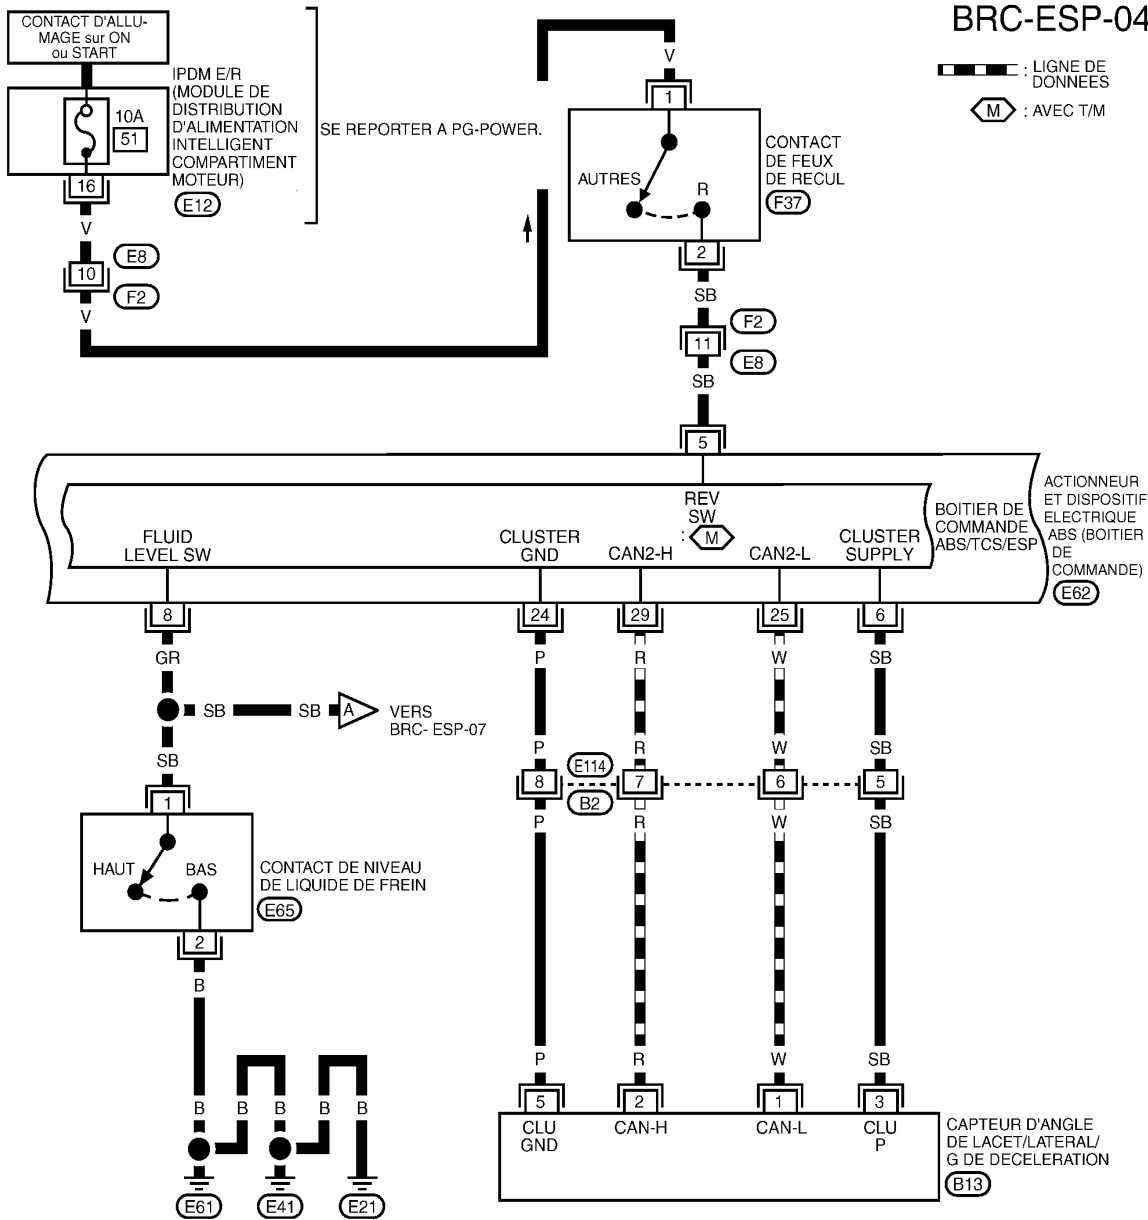 BRC-ESP-04
CONTACT D'ALLU-
MAGE sur ON
ou START
IPDM E/R
(MODULE DE
DISTRIBUTION
D'ALIMENTATION
INTELLIGENT
COMPARTIMENT
MOTEUR)
E12
10A
51
16
SE REPORTER A PG-POWER.
: LIGNE DE
DONNEES
M : AVEC T/M
V
1
AUTRES
R
CONTACT
DE FEUX
DE RECUL
F37
2
V
E8
10
F2
V
SB
F2
11
E8
SB
5
REV
SW
: M
FLUID
LEVEL SW
CLUSTER
GND
CAN2-H
CAN2-L
CLUSTER
SUPPLY
BOITIER DE
COMMANDE
ABS/TCS/ESP
ACTIONNEUR
ET DISPOSITIF
ELECTRIQUE
ABS (BOITIER
DE
COMMANDE)
E62
8
24
29
25
6
GR
P
R
W
SB
SB
SB
A
VERS
BRC- ESP-07
SB
P
R
W
SB
E114
8
7
6
5
B2
P
R
W
SB
1
HAUT
BAS
CONTACT DE NIVEAU
DE LIQUIDE DE FREIN
E65
2
B
P
R
W
SB
B
B
B
B
B
5
2
1
3
CLU
GND
CAN-H
CAN-L
CLU
P
CAPTEUR D'ANGLE
DE LACET/LATERAL/
G DE DECELERATION
B13
E61
E41
E21